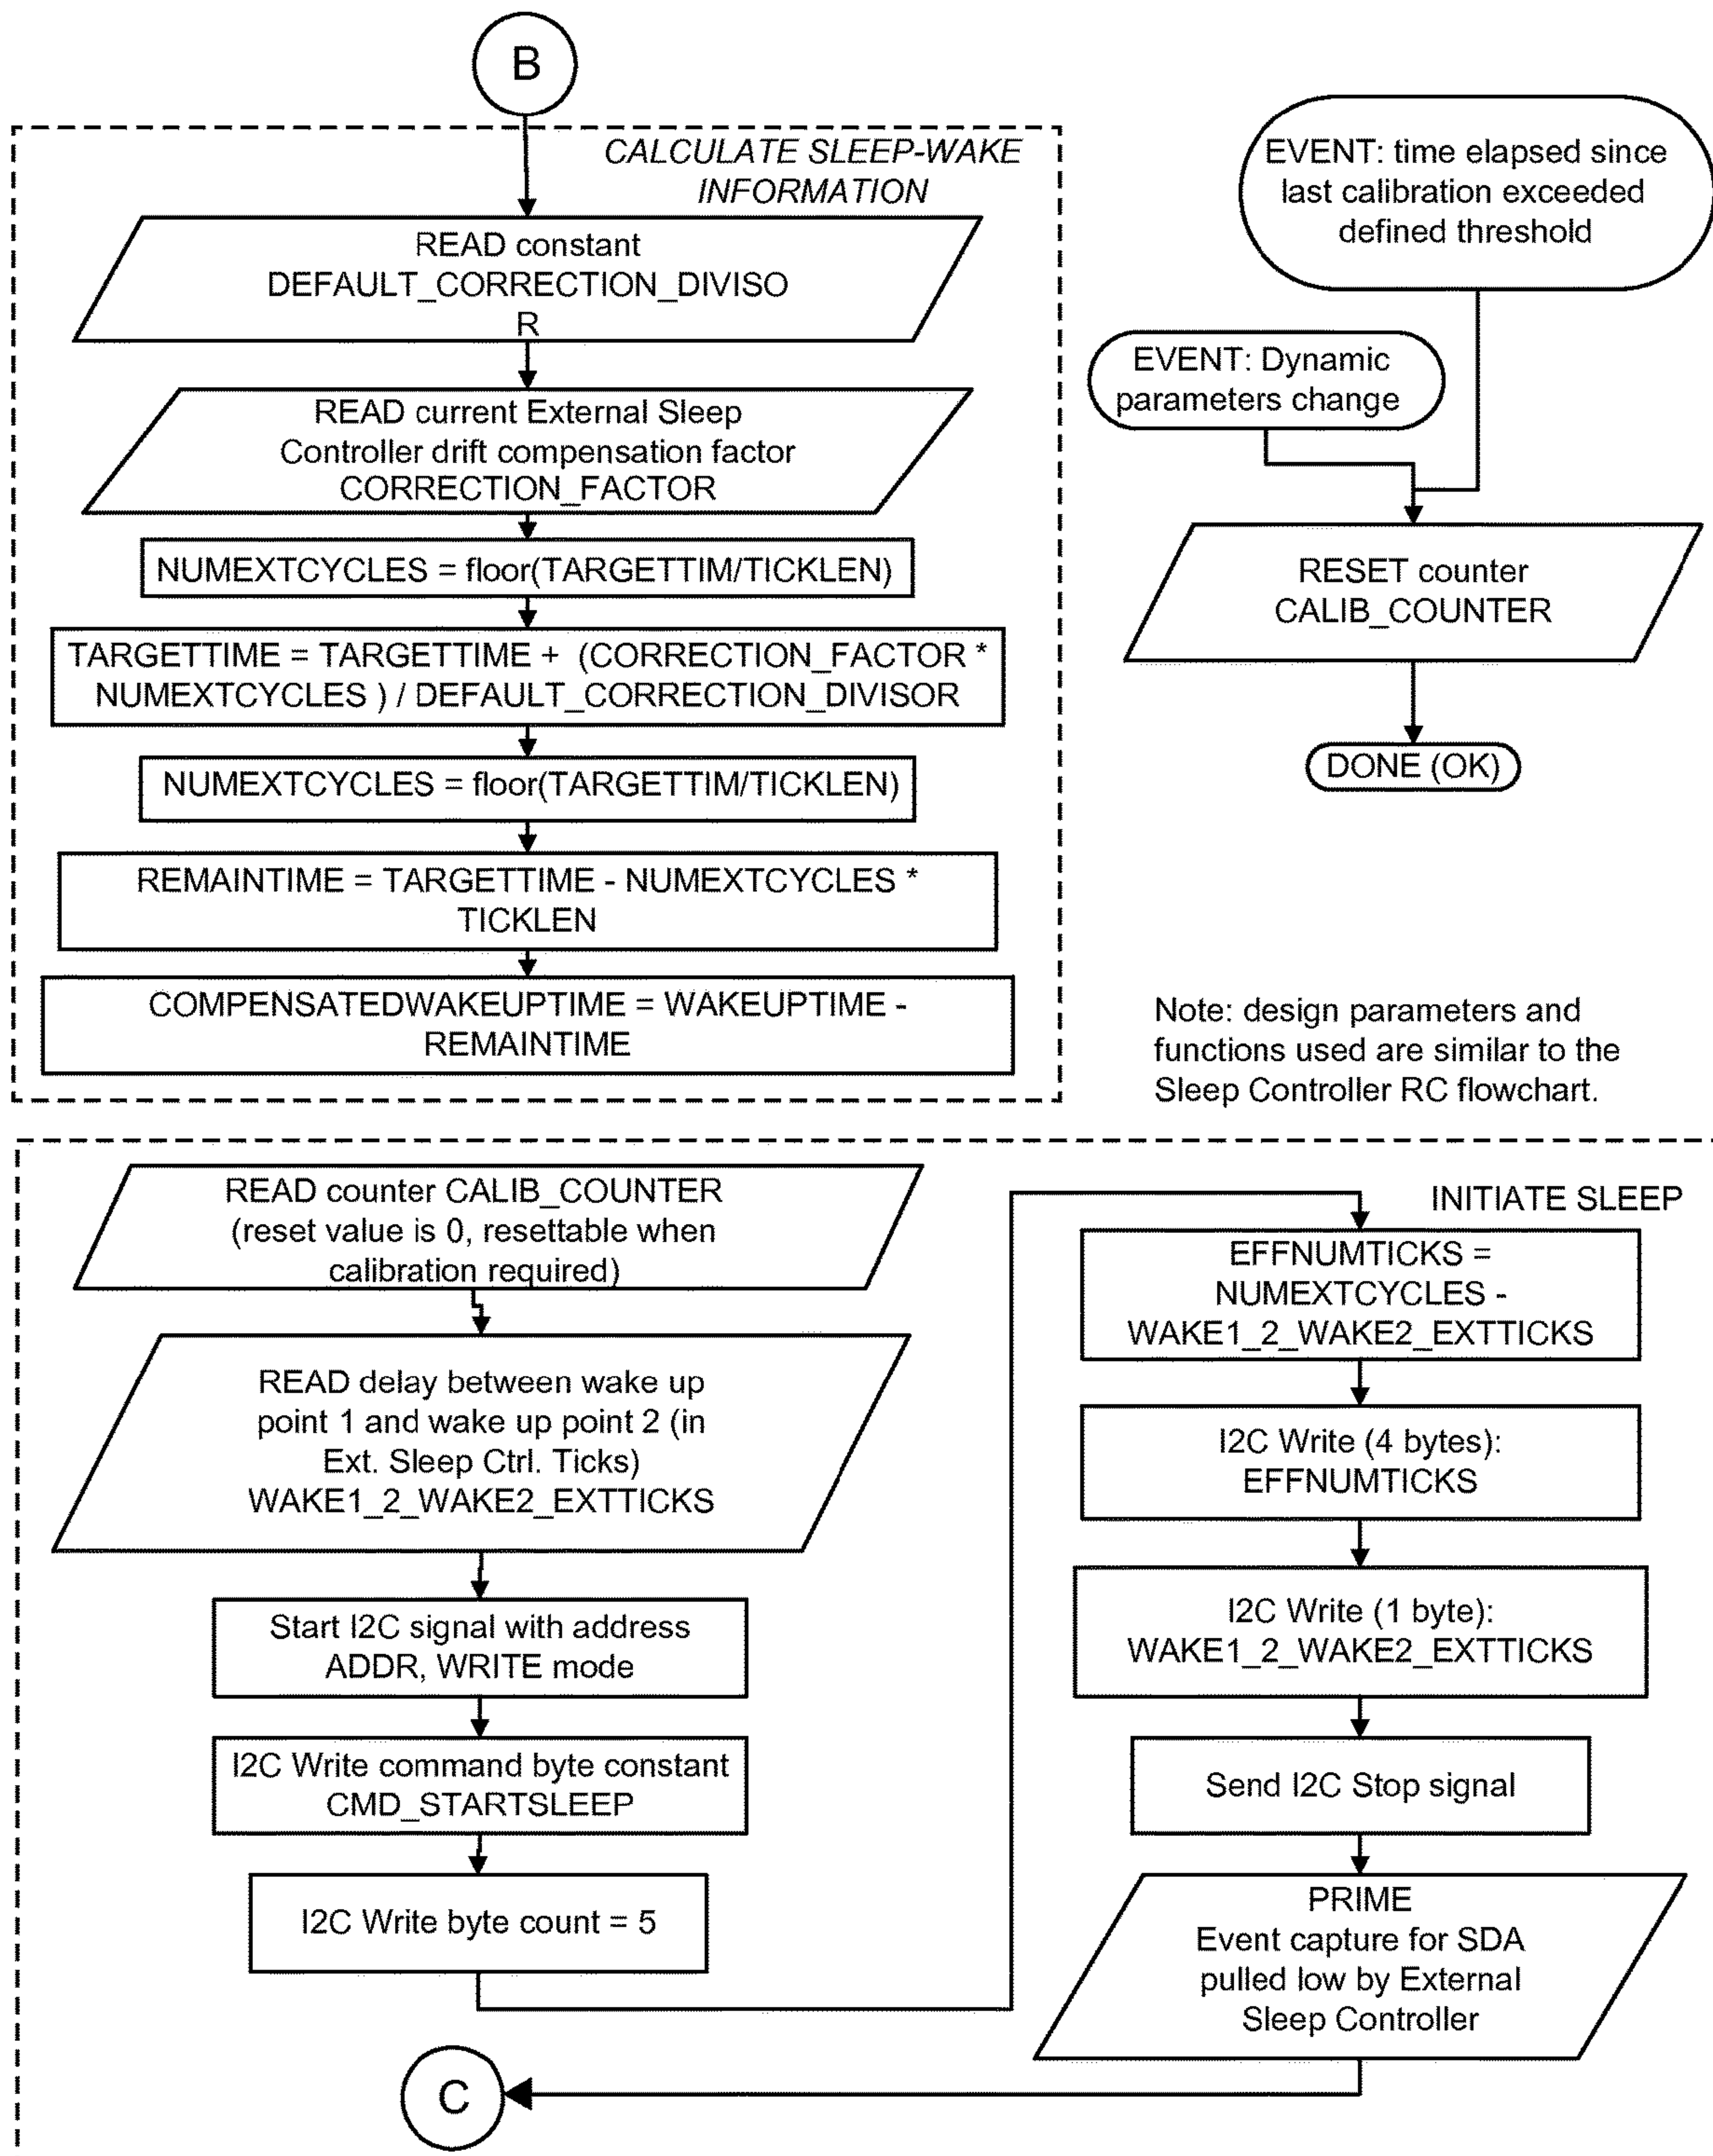 B
CALCULATE SLEEP-WAKE
INFORMATION
READ constant
DEFAULT_CORRECTION_DIVISO
R
READ current External Sleep
Controller drift compensation factor
CORRECTION_FACTOR
NUMEXTCYCLES = floor(TARGETTIM/TICKLEN)
TARGETTIME = TARGETTIME + (CORRECTION_FACTOR *
NUMEXTCYCLES ) / DEFAULT_CORRECTION_DIVISOR
NUMEXTCYCLES = floor(TARGETTIM/TICKLEN)
REMAINTIME = TARGETTIME - NUMEXTCYCLES *
TICKLEN
COMPENSATEDWAKEUPTIME = WAKEUPTIME -
REMAINTIME
EVENT: time elapsed since
last calibration exceeded
defined threshold
EVENT: Dynamic
parameters change
RESET counter
CALIB_COUNTER
DONE (OK)
Note: design parameters and
functions used are similar to the
Sleep Controller RC flowchart.
READ counter CALIB_COUNTER
(reset value is 0, resettable when
calibration required)
READ delay between wake up
point 1 and wake up point 2 (in
Ext. Sleep Ctrl. Ticks)
WAKE1_2_WAKE2_EXTTICKS
Start I2C signal with address
ADDR, WRITE mode
I2C Write command byte constant
CMD_STARTSLEEP
I2C Write byte count = 5
INITIATE SLEEP
EFFNUMTICKS =
NUMEXTCYCLES -
WAKE1_2_WAKE2_EXTTICKS
I2C Write (4 bytes):
EFFNUMTICKS
I2C Write (1 byte):
WAKE1_2_WAKE2_EXTTICKS
Send I2C Stop signal
PRIME
Event capture for SDA
pulled low by External
Sleep Controller
C